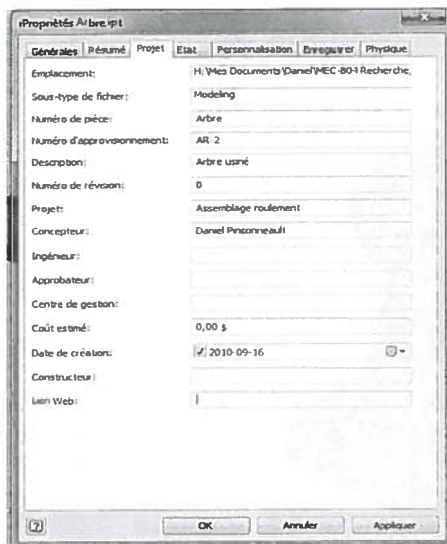 Propriétés Arbre.ipt
Générales Résumé Projet Etat Personnalisation Enregistrer Physique
Emplacement: H:\Mes Documents\Daniel\MEC-804 Recherche,
Sous-type de fichier: Modeling
Numéro de pièce: Arbre
Numéro d'approvisionnement: AR-2
Description: Arbre usiné
Numéro de révision: 0
Projet: Assemblage roulement
Concepteur: Daniel Pinsonneault
Ingénieur:
Approbateur:
Centre de gestion:
Coût estimé: 0,00 $
Date de création: 2010-09-16
Constructeur:
Lien Web:
OK Annuler Appliquer